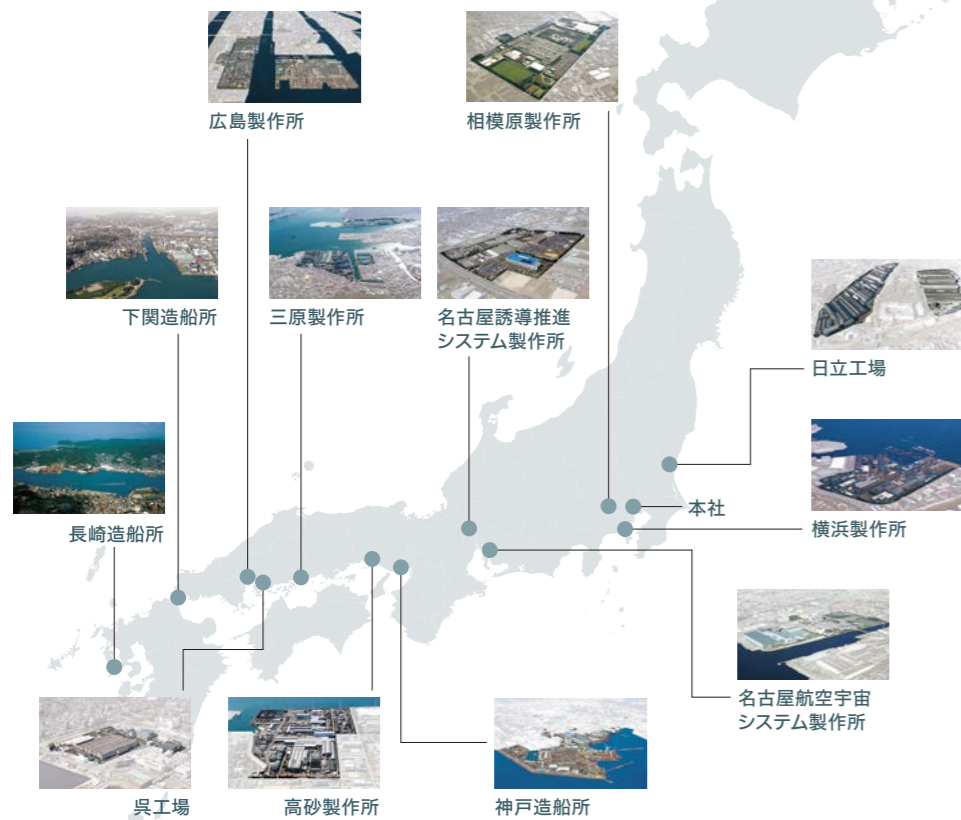 広島製作所
相模原製作所
下関造船所
三原製作所
名古屋誘導推進
システム製作所
日立工場
長崎造船所
本社
横浜製作所
名古屋航空宇宙
システム製作所
呉工場
高砂製作所
神戸造船所